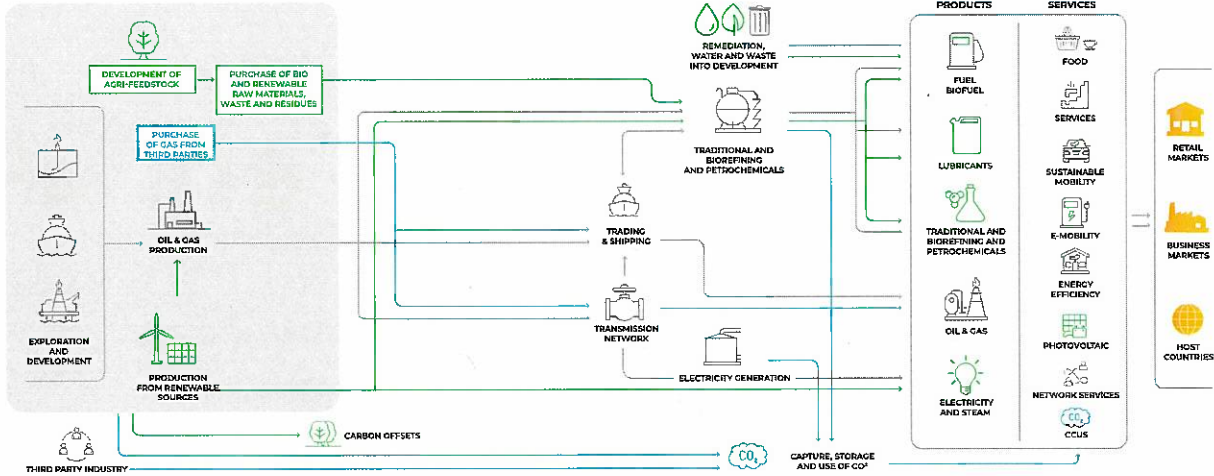 PRODUCTS
SERVICES
REMEDIATION,
WATER AND WASTE
INTO DEVELOPMENT
DEVELOPMENT OF
AGRI-FEEDSTOCK
PURCHASE OF BIO
AND RENEWABLE
RAW MATERIALS,
WASTE AND RESIDUES
PURCHASE
OF GAS FROM
THIRD PARTIES
OIL & GAS
PRODUCTION
EXPLORATION
AND
DEVELOPMENT
PRODUCTION
FROM RENEWABLE
SOURCES
TRADITIONAL AND
BIOREFINING
AND PETROCHEMICALS
TRADING
& SHIPPING
TRANSMISSION
NETWORK
ELECTRICITY GENERATION
CARBON OFFSETS
THIRD PARTY INDUSTRY
CO₂
CAPTURE, STORAGE
AND USE OF CO²
FUEL
BIOFUEL
LUBRICANTS
TRADITIONAL AND
BIOREFINING AND
PETROCHEMICALS
OIL & GAS
ELECTRICITY
AND STEAM
FOOD
SERVICES
SUSTAINABLE
MOBILITY
E-MOBILITY
ENERGY
EFFICIENCY
PHOTOVOLTAIC
NETWORK SERVICES
CO₂
CCUS
RETAIL
MARKETS
BUSINESS
MARKETS
HOST
COUNTRIES